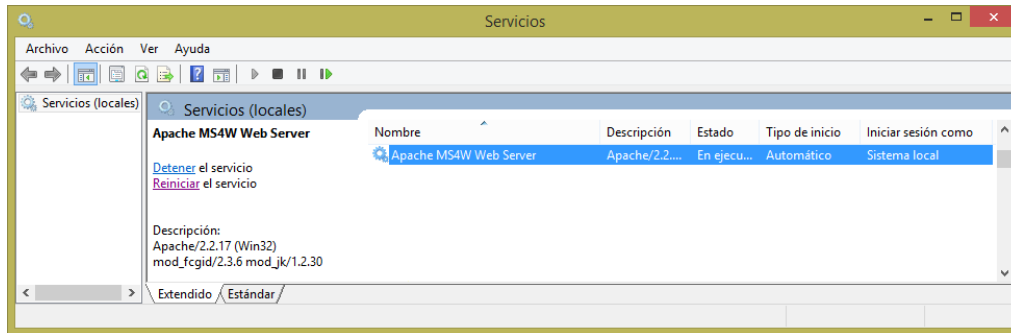 Servicios
Archivo Acción Ver Ayuda
Servicios (locales)
Servicios (locales)
Apache MS4W Web Server
Detener el servicio
Reiniciar el servicio
Descripción:
Apache/2.2.17 (Win32)
mod_fcgid/2.3.6 mod_jk/1.2.30
Nombre Descripción Estado Tipo de inicio Iniciar sesión como
Apache MS4W Web Server Apache/2.2.... En ejecu... Automático Sistema local
Extendido Estándar